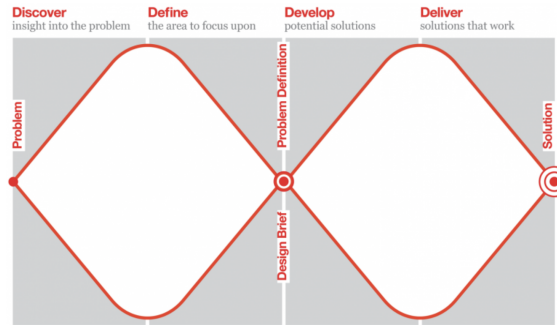 Discover
insight into the problem
Define
the area to focus upon
Develop
potential solutions
Deliver
solutions that work
Problem
Problem Definition
Design Brief
Solution